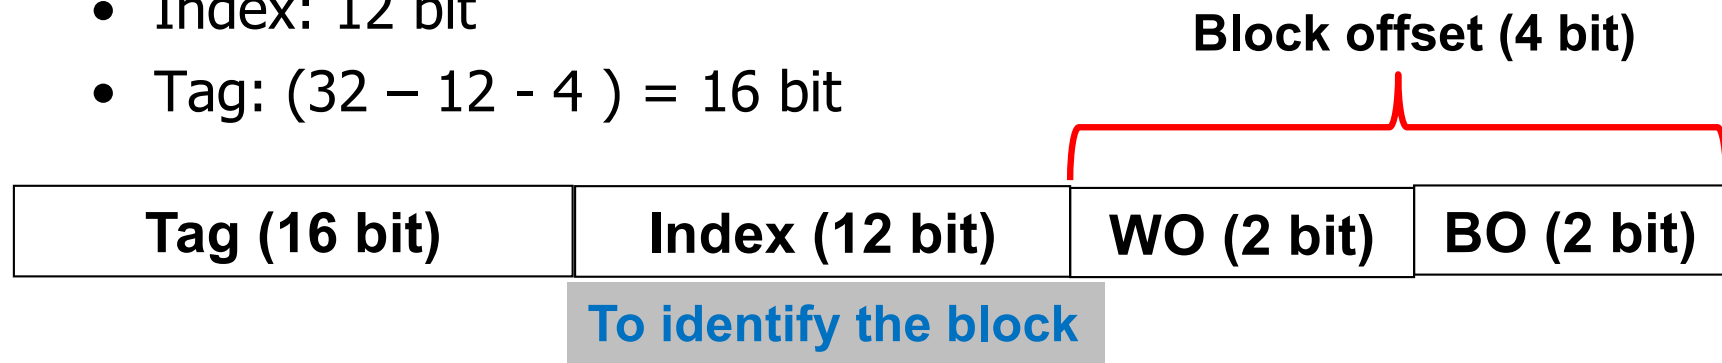 • Index: 12 bit
Block offset (4 bit)
• Tag: (32 – 12 - 4 ) = 16 bit
Tag (16 bit) Index (12 bit) WO (2 bit) BO (2 bit)
To identify the block